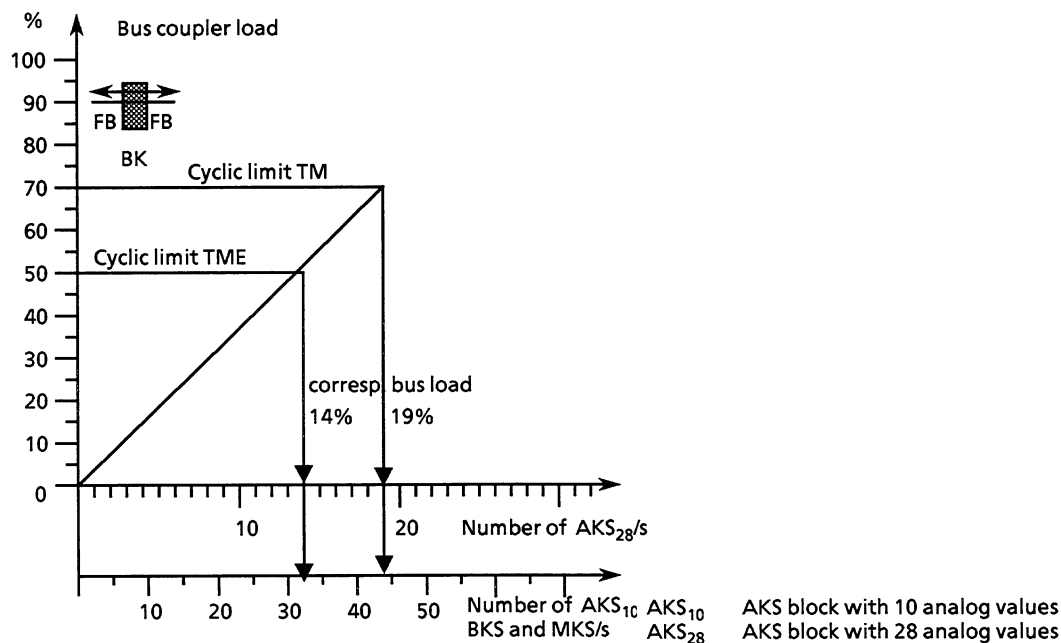 %
Bus coupler load
100
90
FB FB
80
BK
Cyclic limit TM
70
60
Cyclic limit TME
50
40
30
corresp. bus load
20
14% 19%
10
0
10 20 Number of AKS28/s
10 20 30 40 50 Number of AKS10 AKS10 AKS block with 10 analog values
BKS and MKS/s AKS28 AKS block with 28 analog values